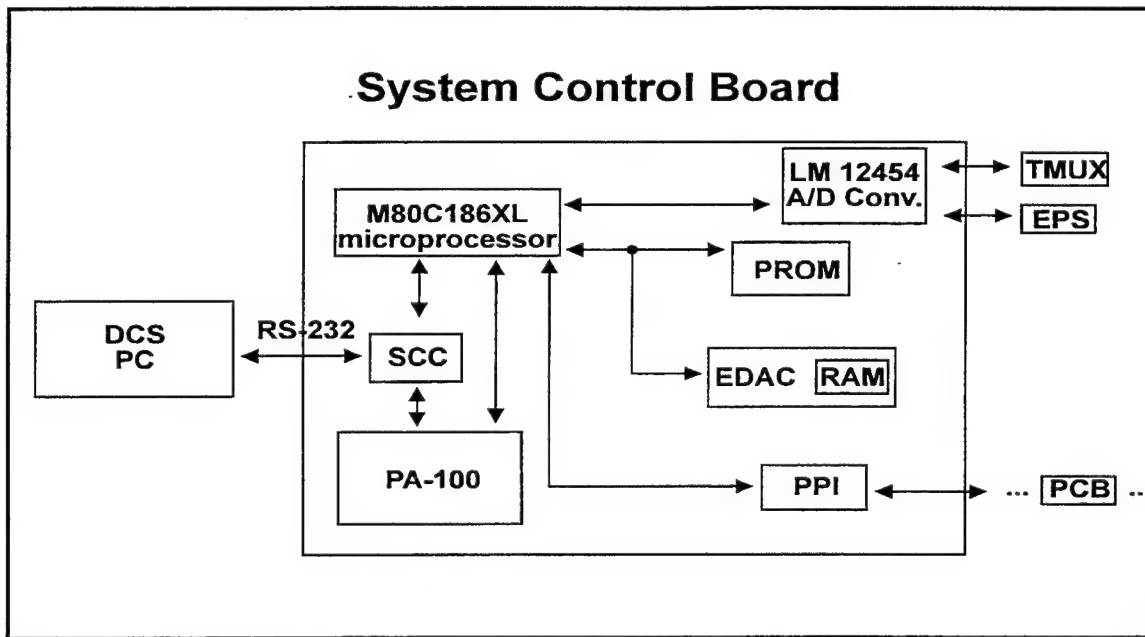 System Control Board
LM 12454
A/D Conv.
TMUX
EPS
M80C186XL
microprocessor
PROM
DCS
PC
RS-232
SCC
EDAC
RAM
PA-100
PPI
... PCB ...